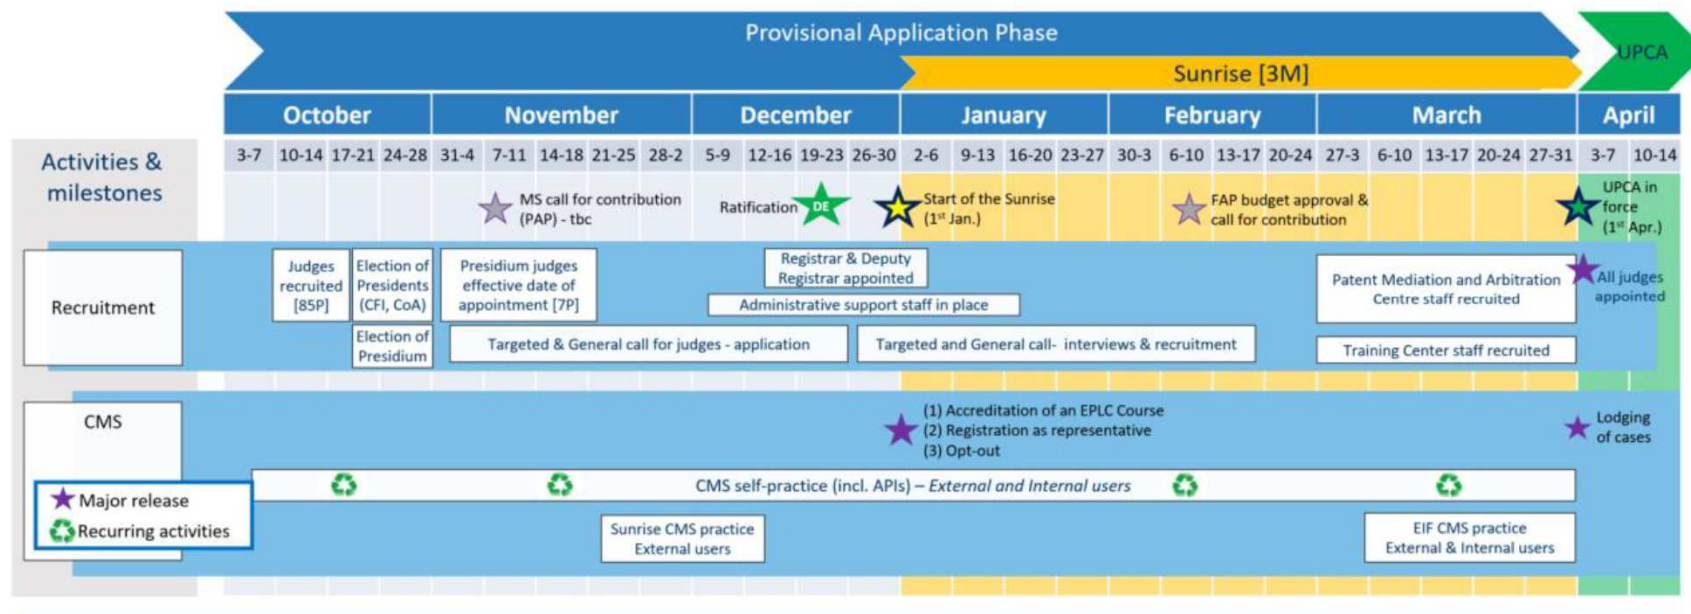 Provisional Application Phase
UPCA
Sunrise [3M]
October November December January February March April
3-7 10-14 17-21 24-28 31-4 7-11 14-18 21-25 28-2 5-9 12-16 19-23 26-30 2-6 9-13 16-20 23-27 30-3 6-10 13-17 20-24 27-3 6-10 13-17 20-24 27-31 3-7 10-14
Activities &
milestones
MS call for contribution
(PAP) - tbc
Ratification
DE
Start of the Sunrise
(1st Jan.)
FAP budget approval &
call for contribution
UPCA in
force
(1st Apr.)
Recruitment
Judges
recruited
[85P]
Election of
Presidents
(CFI, CoA)
Election of
Presidium
Presidium judges
effective date of
appointment [7P]
Targeted & General call for judges - application
Registrar & Deputy
Registrar appointed
Administrative support staff in place
Targeted and General call- interviews & recruitment
Patent Mediation and Arbitration
Centre staff recruited
Training Center staff recruited
All judges
appointed
CMS
(1) Accreditation of an EPLC Course
(2) Registration as representative
(3) Opt-out
Lodging
of cases
CMS self-practice (incl. APIs) – External and Internal users
Sunrise CMS practice
External users
EIF CMS practice
External & Internal users
Major release
Recurring activities